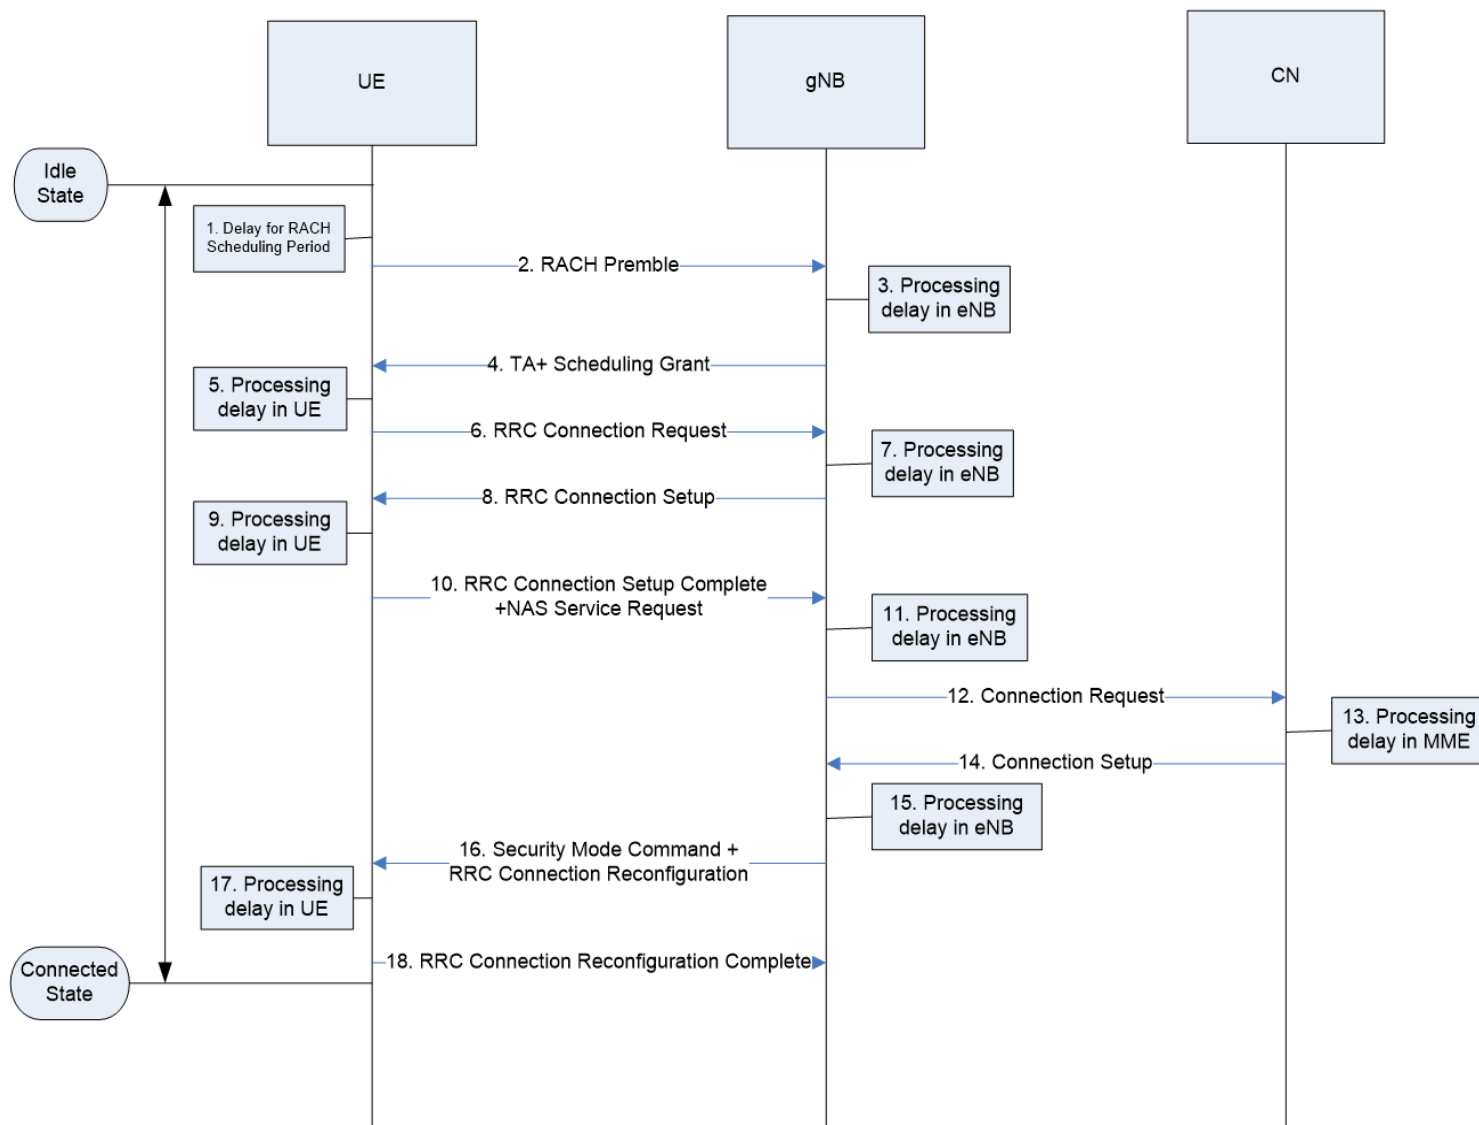 UE
gNB
CN
Idle
State
1. Delay for RACH
Scheduling Period
2. RACH Premble
3. Processing
delay in eNB
4. TA+ Scheduling Grant
5. Processing
delay in UE
6. RRC Connection Request
7. Processing
delay in eNB
8. RRC Connection Setup
9. Processing
delay in UE
10. RRC Connection Setup Complete
+NAS Service Request
11. Processing
delay in eNB
12. Connection Request
13. Processing
delay in MME
14. Connection Setup
15. Processing
delay in eNB
16. Security Mode Command +
RRC Connection Reconfiguration
17. Processing
delay in UE
18. RRC Connection Reconfiguration Complete
Connected
State